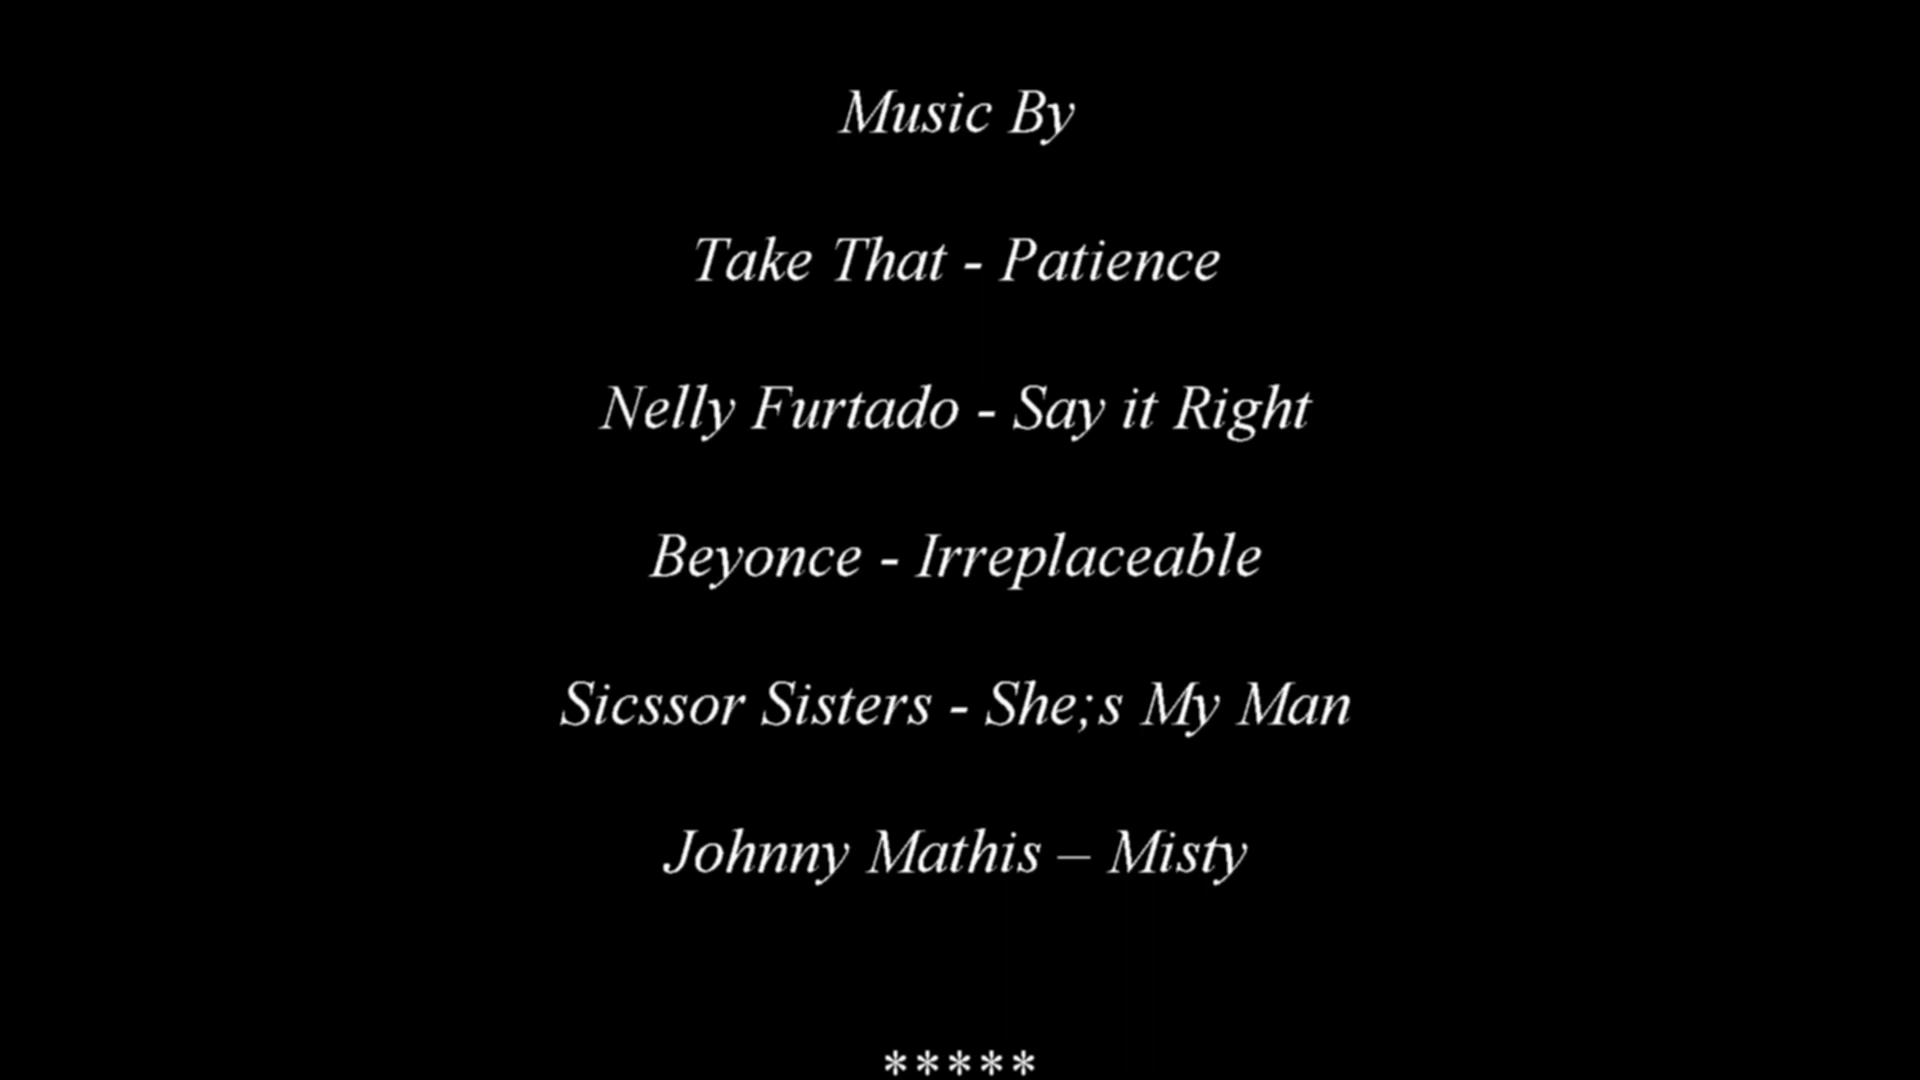 Music By
Take That - Patience
Nelly Furtado - Say it Right
Beyonce - Irreplaceable
Sicssor Sisters - She;s My Man
Johnny Mathis – Misty
*****